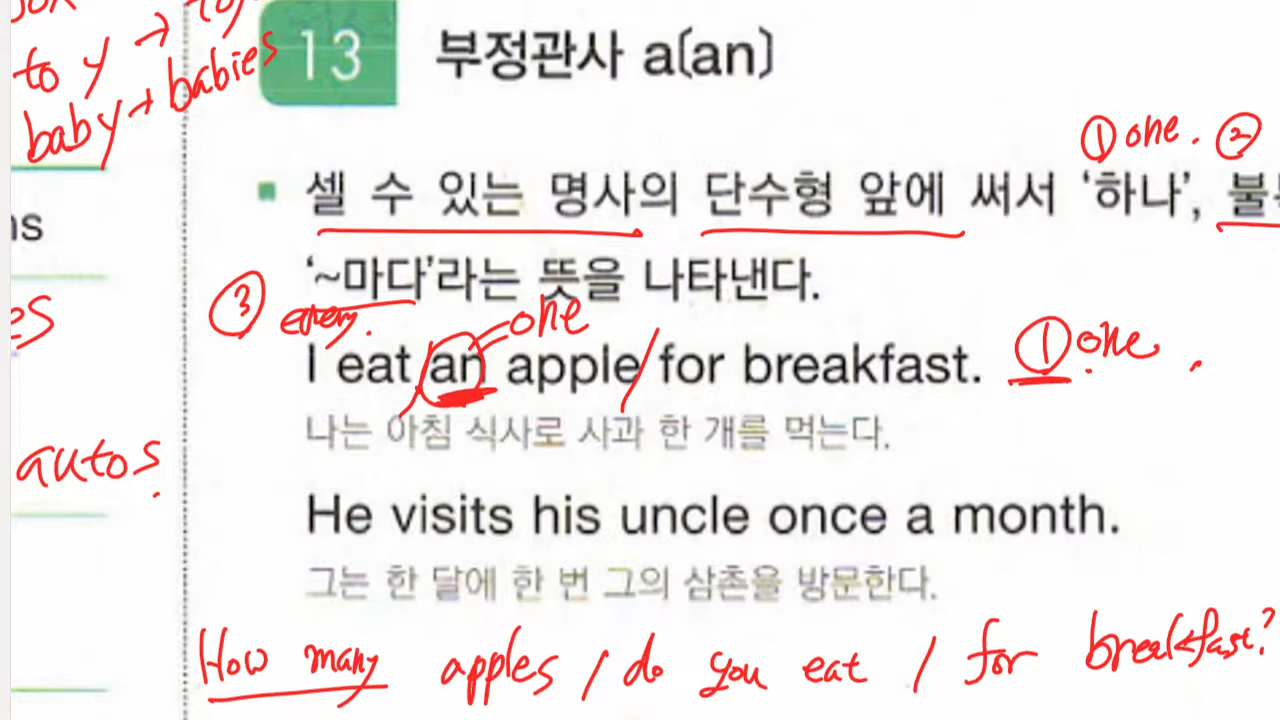 to y →
baby → babies
ns
es
autos.
13 부정관사 a(an)
① one. ②
셀 수 있는 명사의 단수형 앞에 써서 '하나',
'~마다'라는 뜻을 나타낸다.
③ every. one
I eat an apple for breakfast. ① one.
나는 아침 식사로 사과 한 개를 먹는다.
He visits his uncle once a month.
그는 한 달에 한 번 그의 삼촌을 방문한다.
How many apples / do you eat / for breakfast?